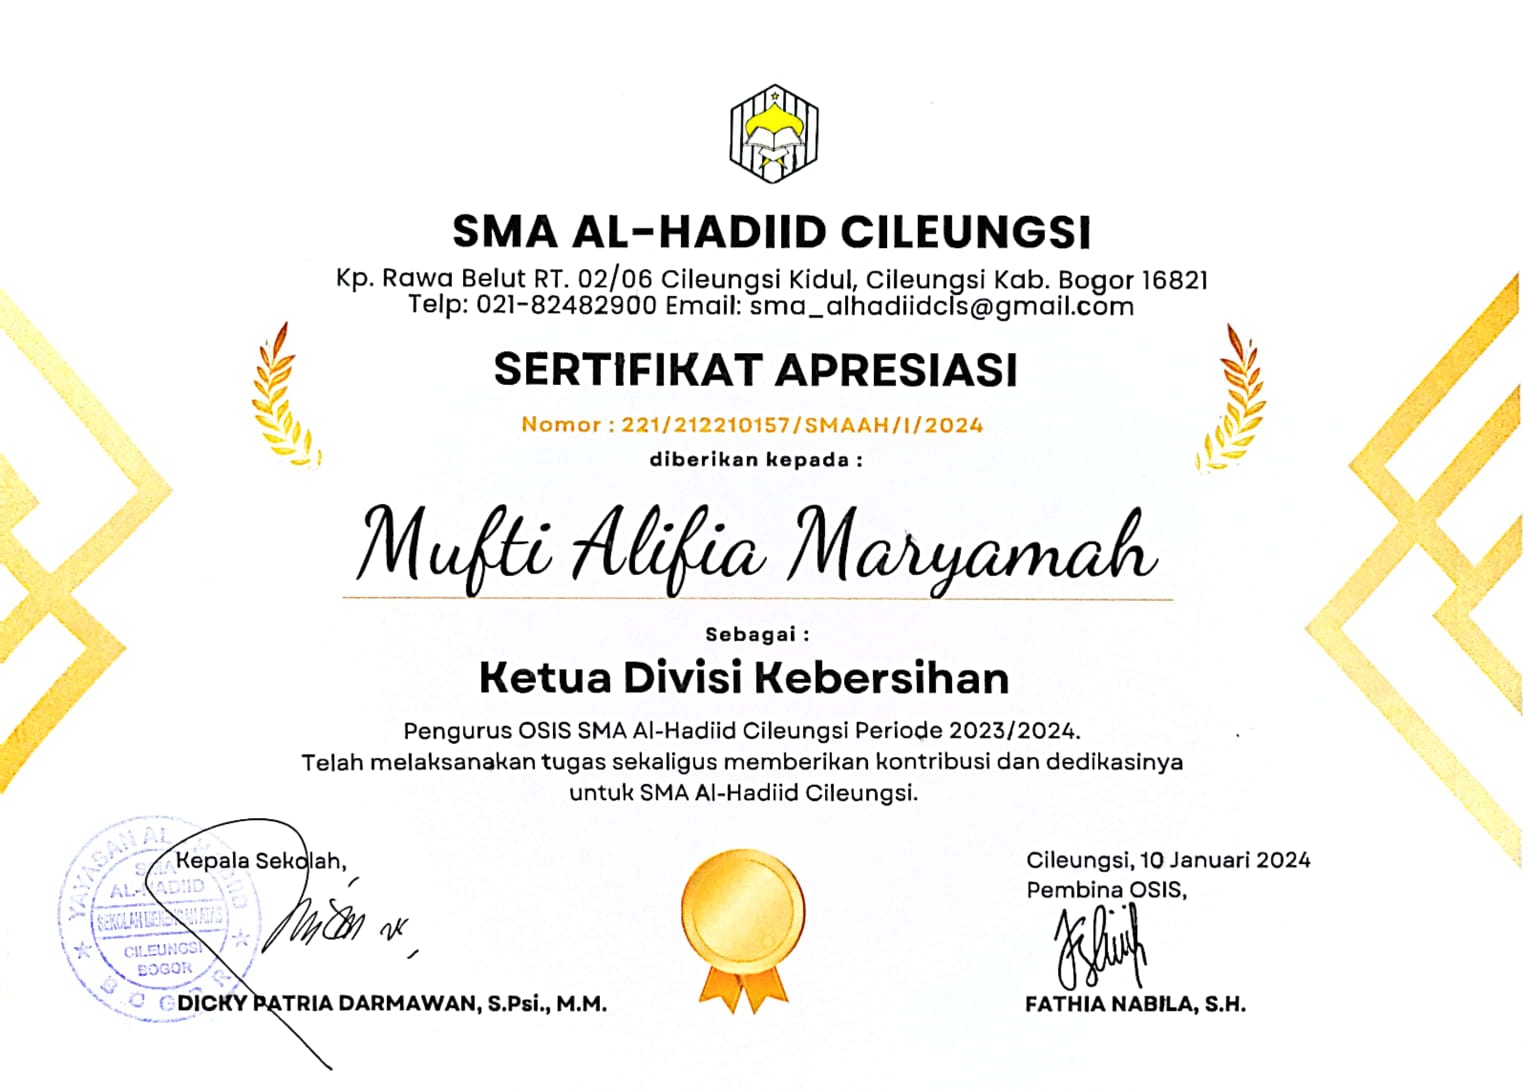 SMA AL-HADIID CILEUNGSI
Kp. Rawa Belut RT. 02/06 Cileungsi Kidul, Cileungsi Kab. Bogor 16821
Telp: 021-82482900 Email: sma_alhadiidcls@gmail.com
SERTIFIKAT APRESIASI
Nomor : 221/212210157/SMAAH/I/2024
diberikan kepada :
Mufti Alifia Maryamah
Sebagai :
Ketua Divisi Kebersihan
Pengurus OSIS SMA Al-Hadiid Cileungsi Periode 2023/2024.
Telah melaksanakan tugas sekaligus memberikan kontribusi dan dedikasinya
untuk SMA Al-Hadiid Cileungsi.
Kepala Sekolah,
YAYASAN AL HADIID
SMA
AL-HADIID
SEKOLAH MENENGAH ATAS
CILEUNGSI
BOGOR
BOGOR
DICKY PATRIA DARMAWAN, S.Psi., M.M.
Cileungsi, 10 Januari 2024
Pembina OSIS,
FATHIA NABILA, S.H.